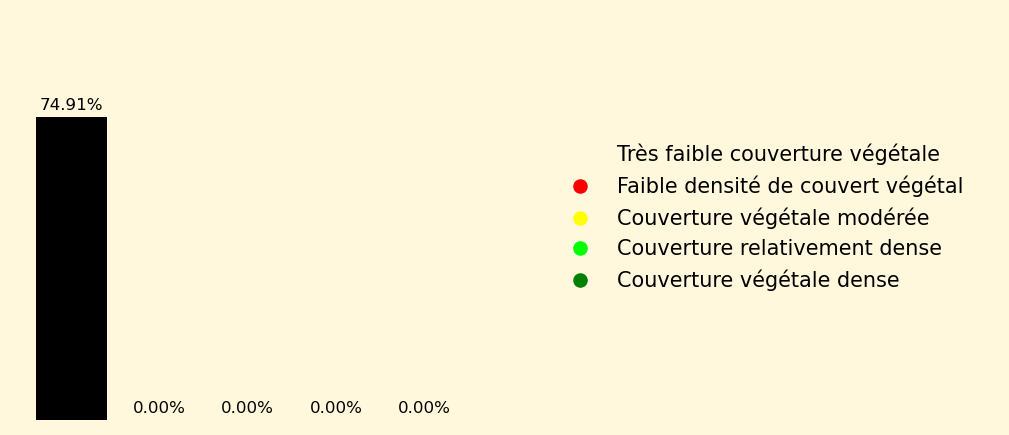 74.91%
0.00%
0.00%
0.00%
0.00%
Très faible couverture végétale
Faible densité de couvert végétal
Couverture végétale modérée
Couverture relativement dense
Couverture végétale dense